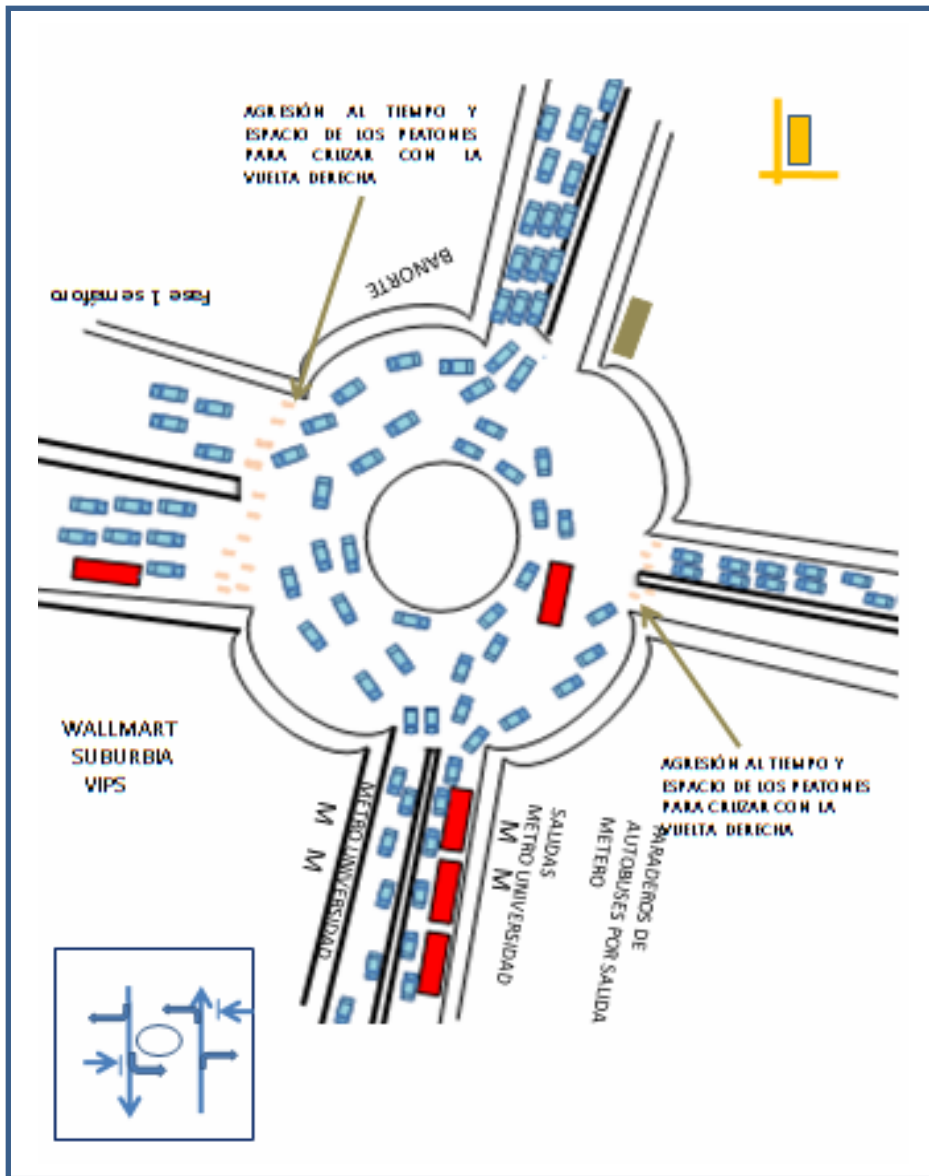 AGRESIÓN AL TIEMPO Y
ESPACIO DE LOS PEATONES
PARA CRUZAR CON LA
VUELTA DERECHA
BANORTE
Fase 1 semáforo
WALLMART
SUBURBIA
VIPS
METRO UNIVERSIDAD
M M
SALIDAS
METRO UNIVERSIDAD
M M
AGRESIÓN AL TIEMPO Y
ESPACIO DE LOS PEATONES
PARA CRUZAR CON LA
VUELTA DERECHA
PARADEROS DE
AUTOBUSES POR SALIDA
METERO